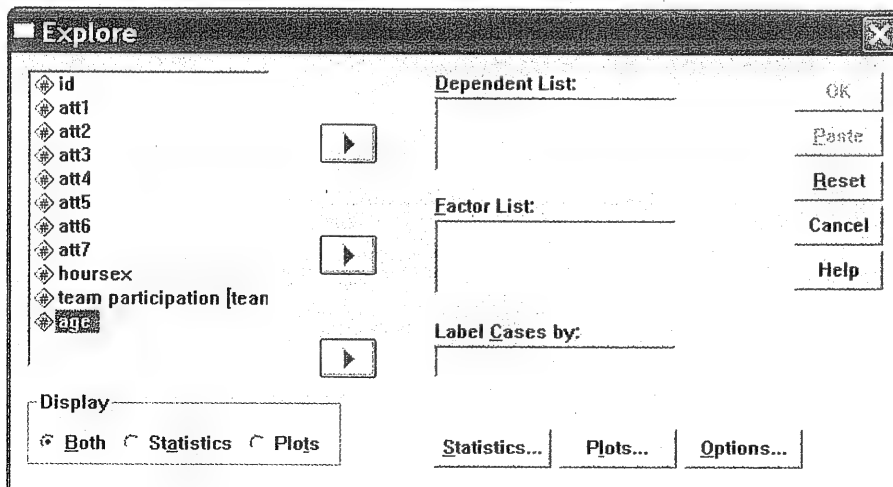 Explore
id
att1
att2
att3
att4
att5
att6
att7
hoursex
team participation [tean
age
Dependent List:
Factor List:
Label Cases by:
OK
Paste
Reset
Cancel
Help
Display
Both Statistics Plots
Statistics... Plots... Options...